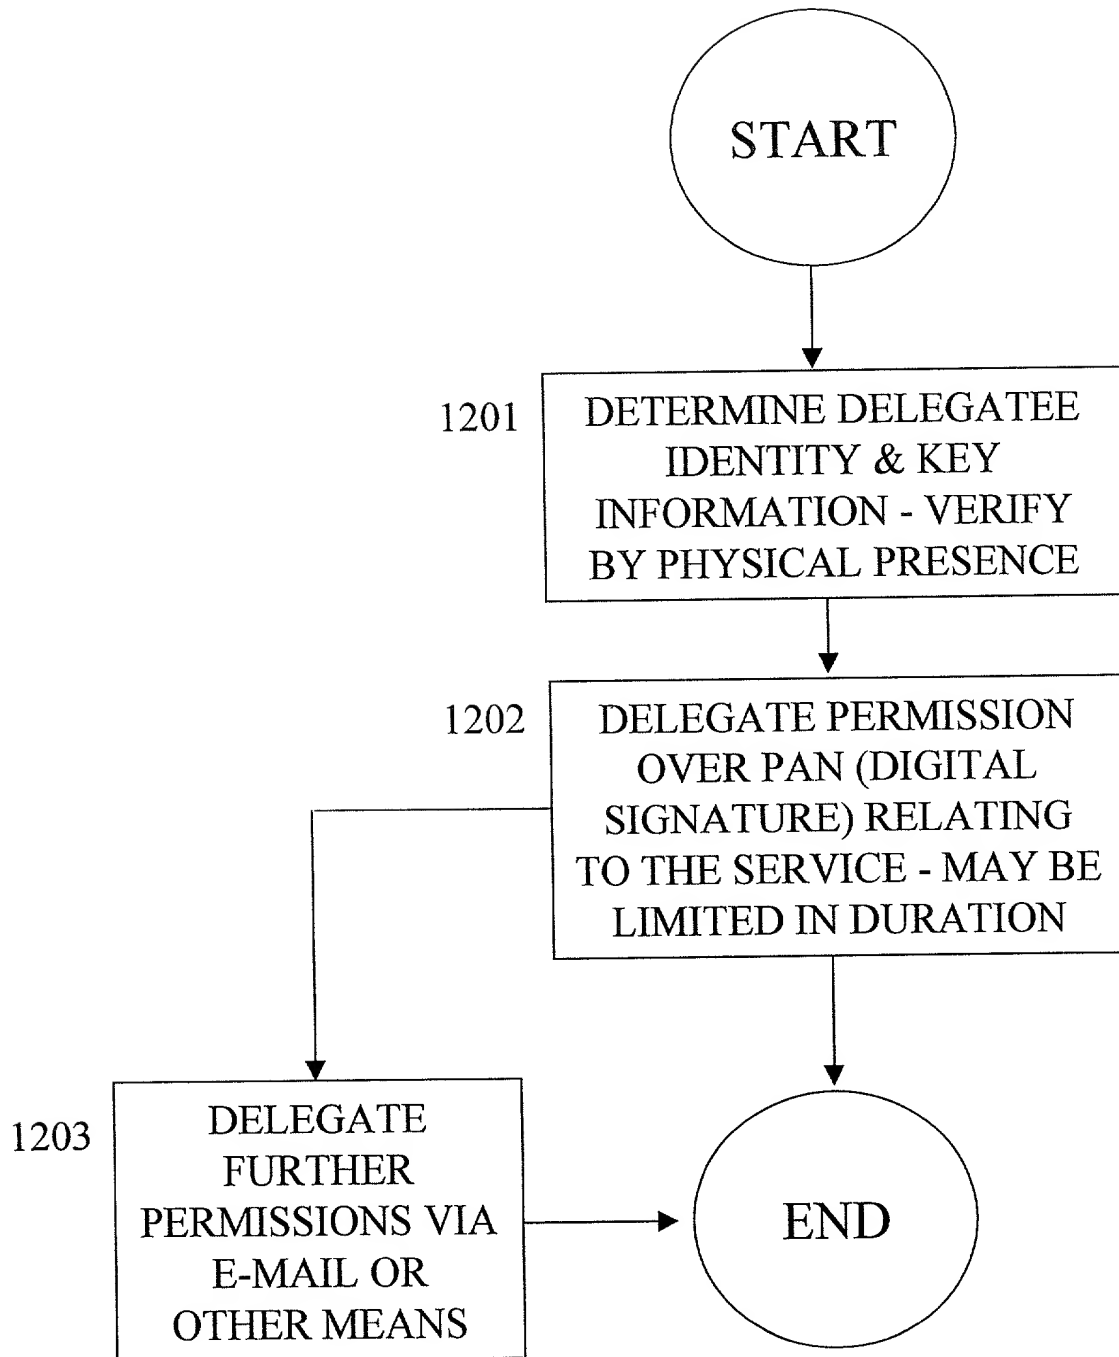 START
1201
DETERMINE DELEGATEE
IDENTITY & KEY
INFORMATION - VERIFY
BY PHYSICAL PRESENCE
1202
DELEGATE PERMISSION
OVER PAN (DIGITAL
SIGNATURE) RELATING
TO THE SERVICE - MAY BE
LIMITED IN DURATION
1203
DELEGATE
FURTHER
PERMISSIONS VIA
E-MAIL OR
OTHER MEANS
END